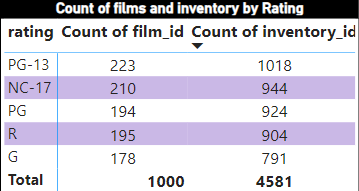 Count of films and inventory by Rating
rating Count of film_id Count of inventory_id
PG-13 223 1018
NC-17 210 944
PG 194 924
R 195 904
G 178 791
Total 1000 4581